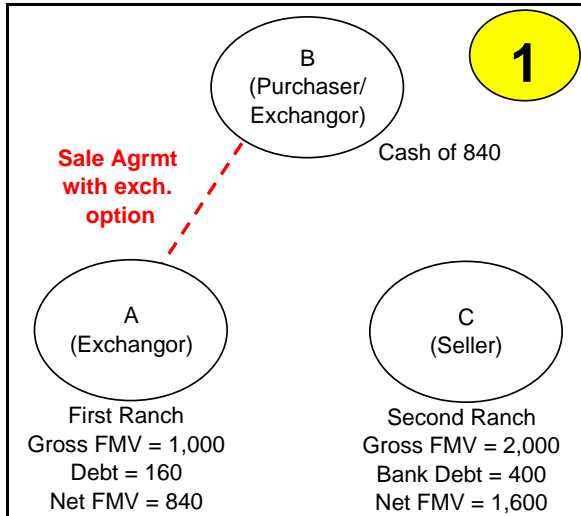 1
B
(Purchaser/
Exchangor)
Cash of 840
Sale Agrmt
with exch.
option
A
(Exchangor)
C
(Seller)
First Ranch
Gross FMV = 1,000
Debt = 160
Net FMV = 840
Second Ranch
Gross FMV = 2,000
Bank Debt = 400
Net FMV = 1,600